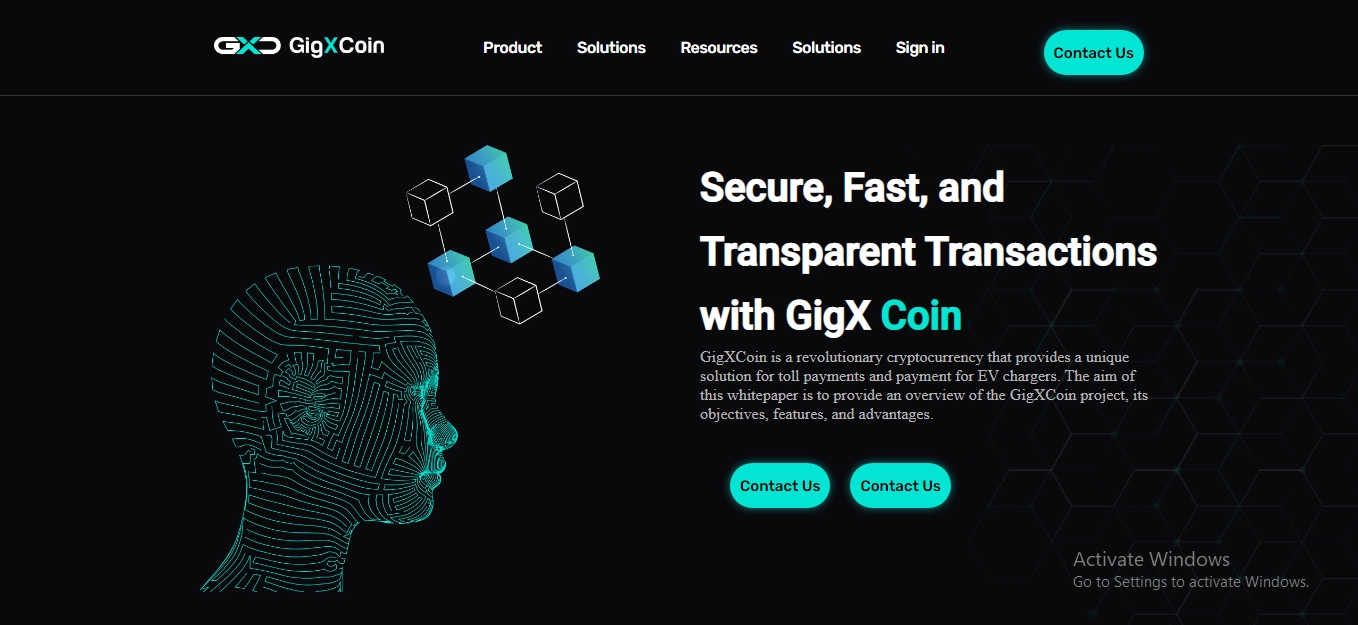 GXC GigXCoin
Product Solutions Resources Solutions Sign in
Contact Us
Secure, Fast, and
Transparent Transactions
with GigX Coin
GigXCoin is a revolutionary cryptocurrency that provides a unique
solution for toll payments and payment for EV chargers. The aim of
this whitepaper is to provide an overview of the GigXCoin project, its
objectives, features, and advantages.
Contact Us Contact Us
Activate Windows
Go to Settings to activate Windows.